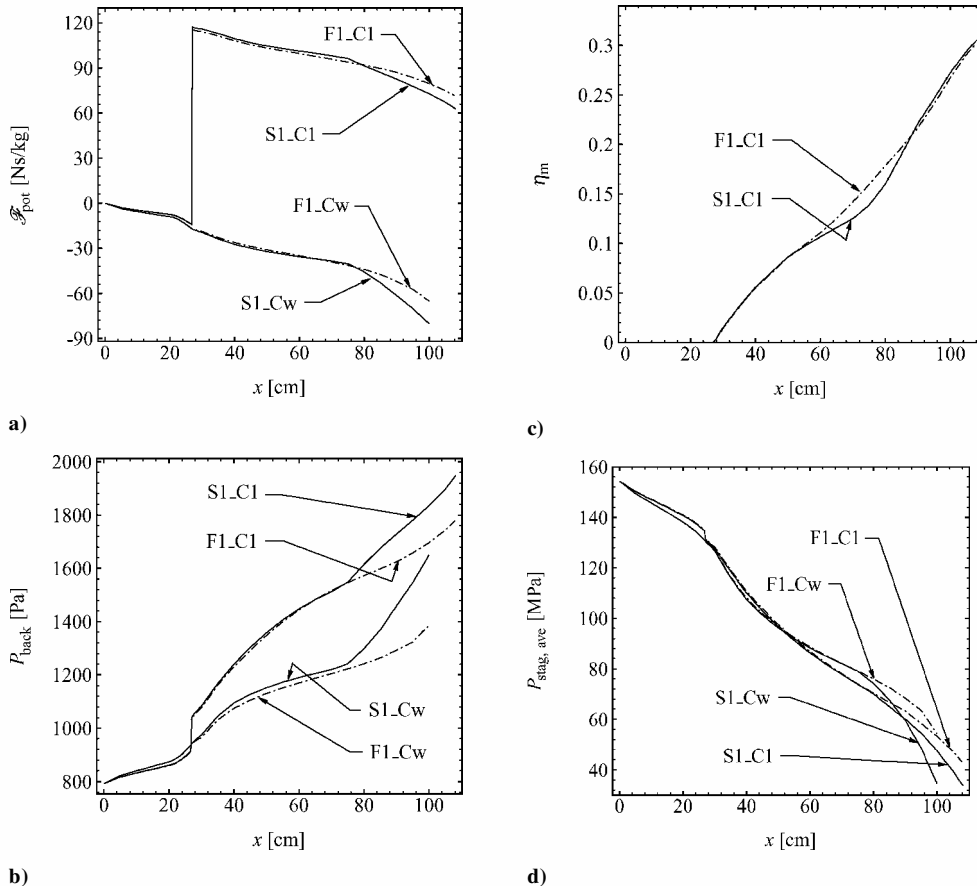 120
90
60
30
0
-30
-60
-90
ℱpot [Ns/kg]
F1_C1
S1_C1
F1_Cw
S1_Cw
0 20 40 60 80 100
x [cm]
a)
0.3
0.25
0.2
0.15
0.1
0.05
0
ηm
F1_C1
S1_C1
0 20 40 60 80 100
x [cm]
c)
2000
1800
1600
1400
1200
1000
800
Pback [Pa]
S1_C1
F1_C1
S1_Cw
F1_Cw
0 20 40 60 80 100
x [cm]
b)
160
140
120
100
80
60
40
Pstag, ave [MPa]
F1_C1
F1_Cw
S1_Cw
S1_C1
0 20 40 60 80 100
x [cm]
d)